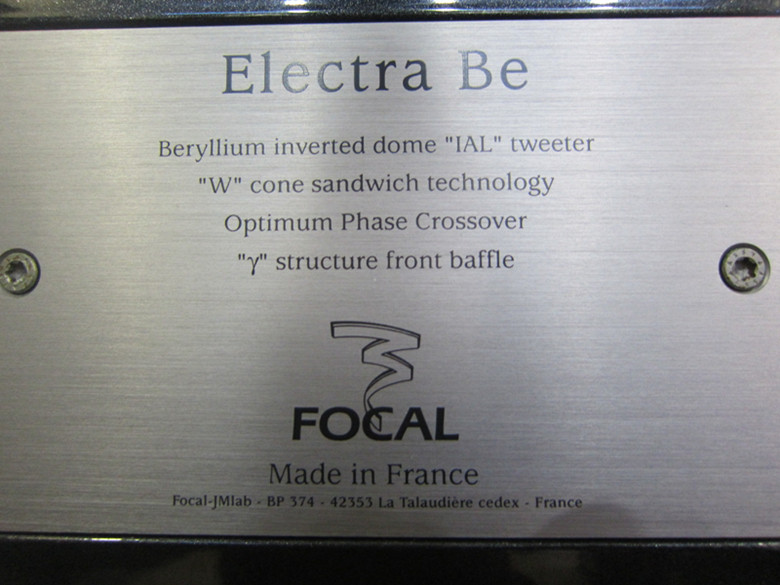 Electra Be
Beryllium inverted dome "IAL" tweeter
"W" cone sandwich technology
Optimum Phase Crossover
"γ" structure front baffle
FOCAL
Made in France
Focal-JMlab - BP 374 - 42353 La Talaudière cedex - France